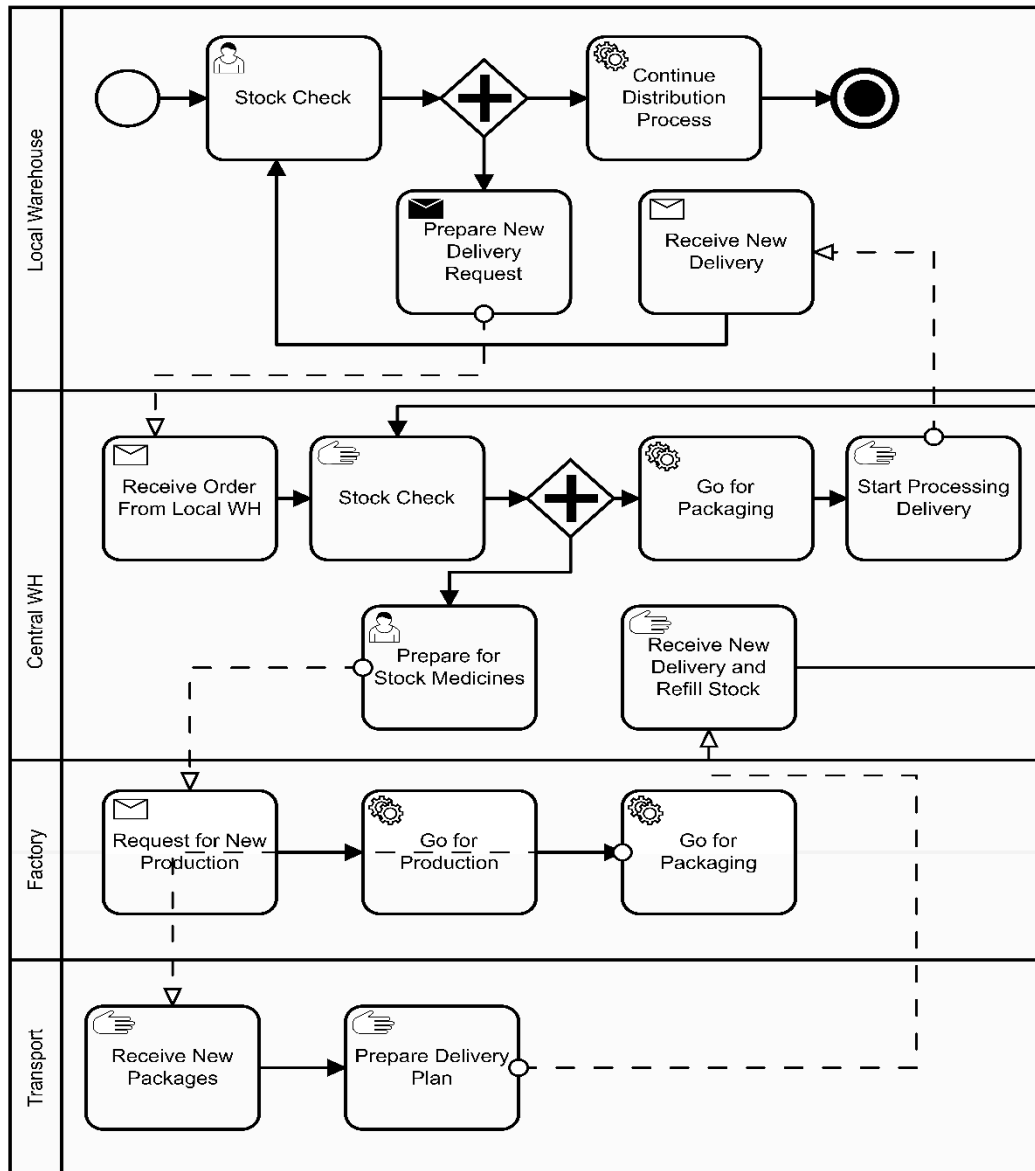 Local Warehouse
Stock Check
Continue
Distribution
Process
Prepare New
Delivery
Request
Receive New
Delivery
Central WH
Receive Order
From Local WH
Stock Check
Go for
Packaging
Start Processing
Delivery
Prepare for
Stock Medicines
Receive New
Delivery and
Refill Stock
Factory
Request for New
Production
Go for
Production
Go for
Packaging
Transport
Receive New
Packages
Prepare Delivery
Plan